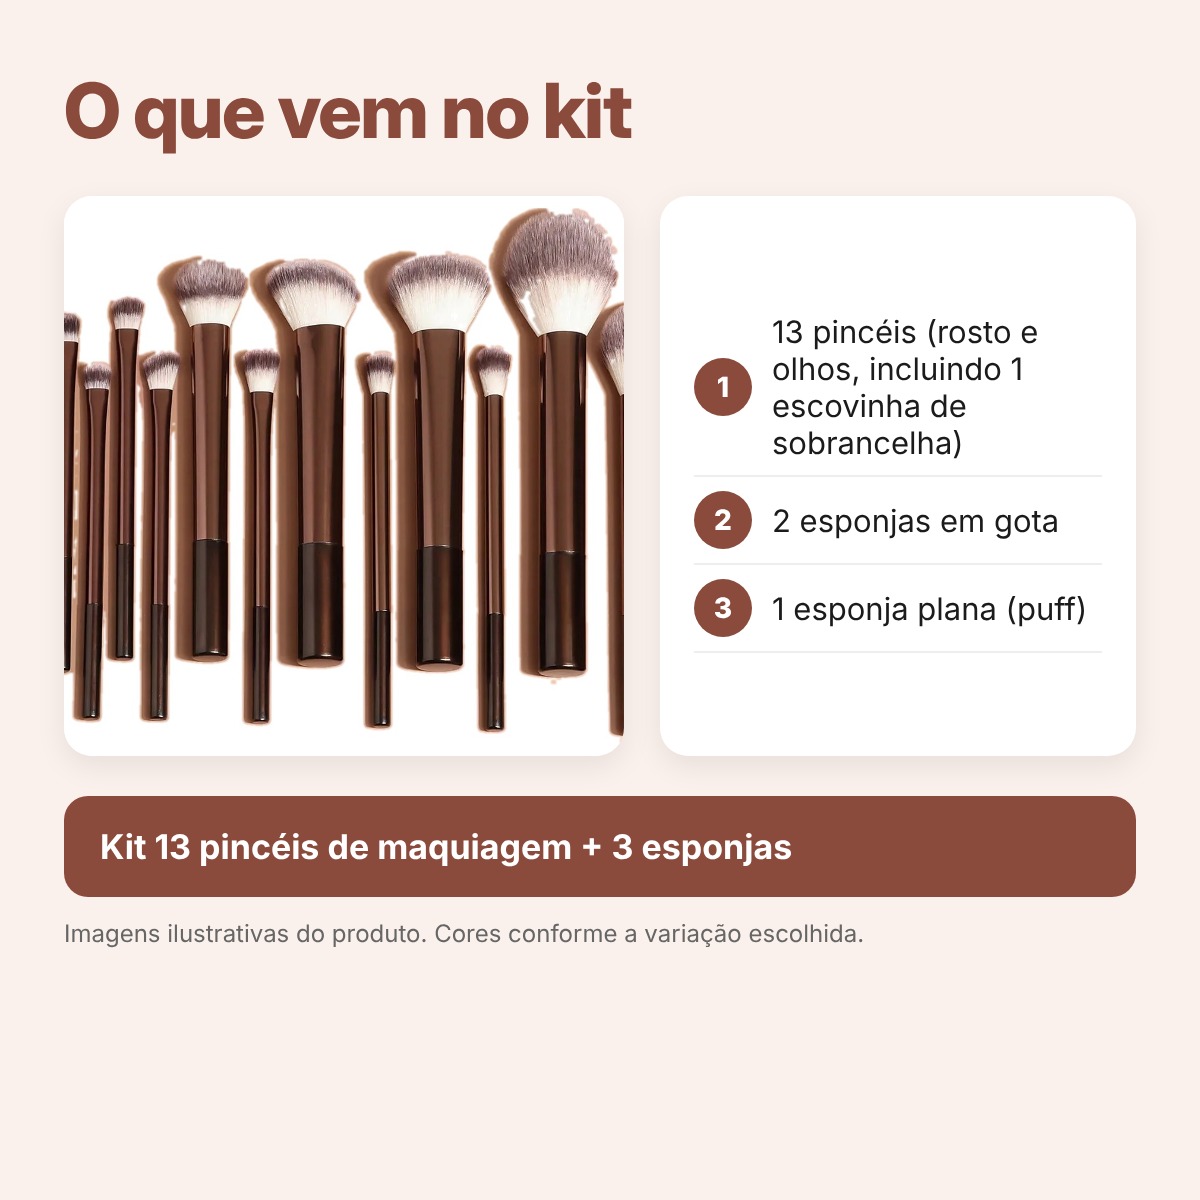 O que vem no kit
1
13 pincéis (rosto e
olhos, incluindo 1
escovinha de
sobrancelha)
2
2 esponjas em gota
3
1 esponja plana (puff)
Kit 13 pincéis de maquiagem + 3 esponjas
Imagens ilustrativas do produto. Cores conforme a variação escolhida.